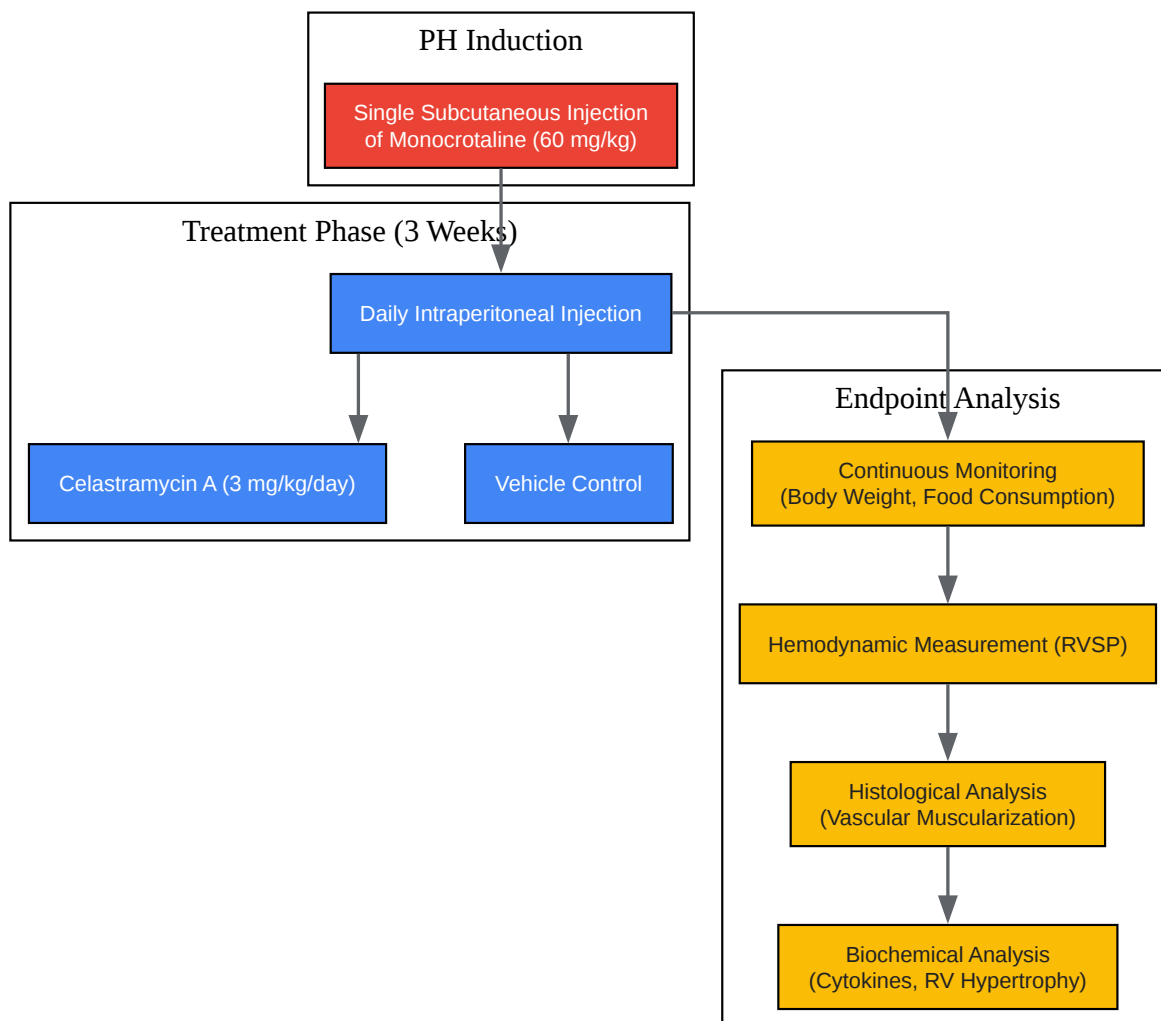 PH Induction
Single Subcutaneous Injection
of Monocrotaline (60 mg/kg)
Treatment Phase (3 Weeks)
Daily Intraperitoneal Injection
Celastramycin A (3 mg/kg/day)
Vehicle Control
Endpoint Analysis
Continuous Monitoring
(Body Weight, Food Consumption)
Hemodynamic Measurement (RVSP)
Histological Analysis
(Vascular Muscularization)
Biochemical Analysis
(Cytokines, RV Hypertrophy)